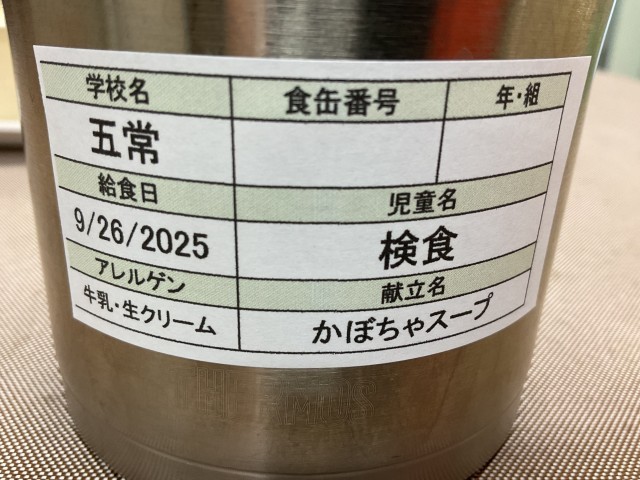 学校名 食缶番号 年・組
五常
給食日 児童名
9/26/2025 検食
アレルゲン 献立名
牛乳・生クリーム かぼちゃスープ